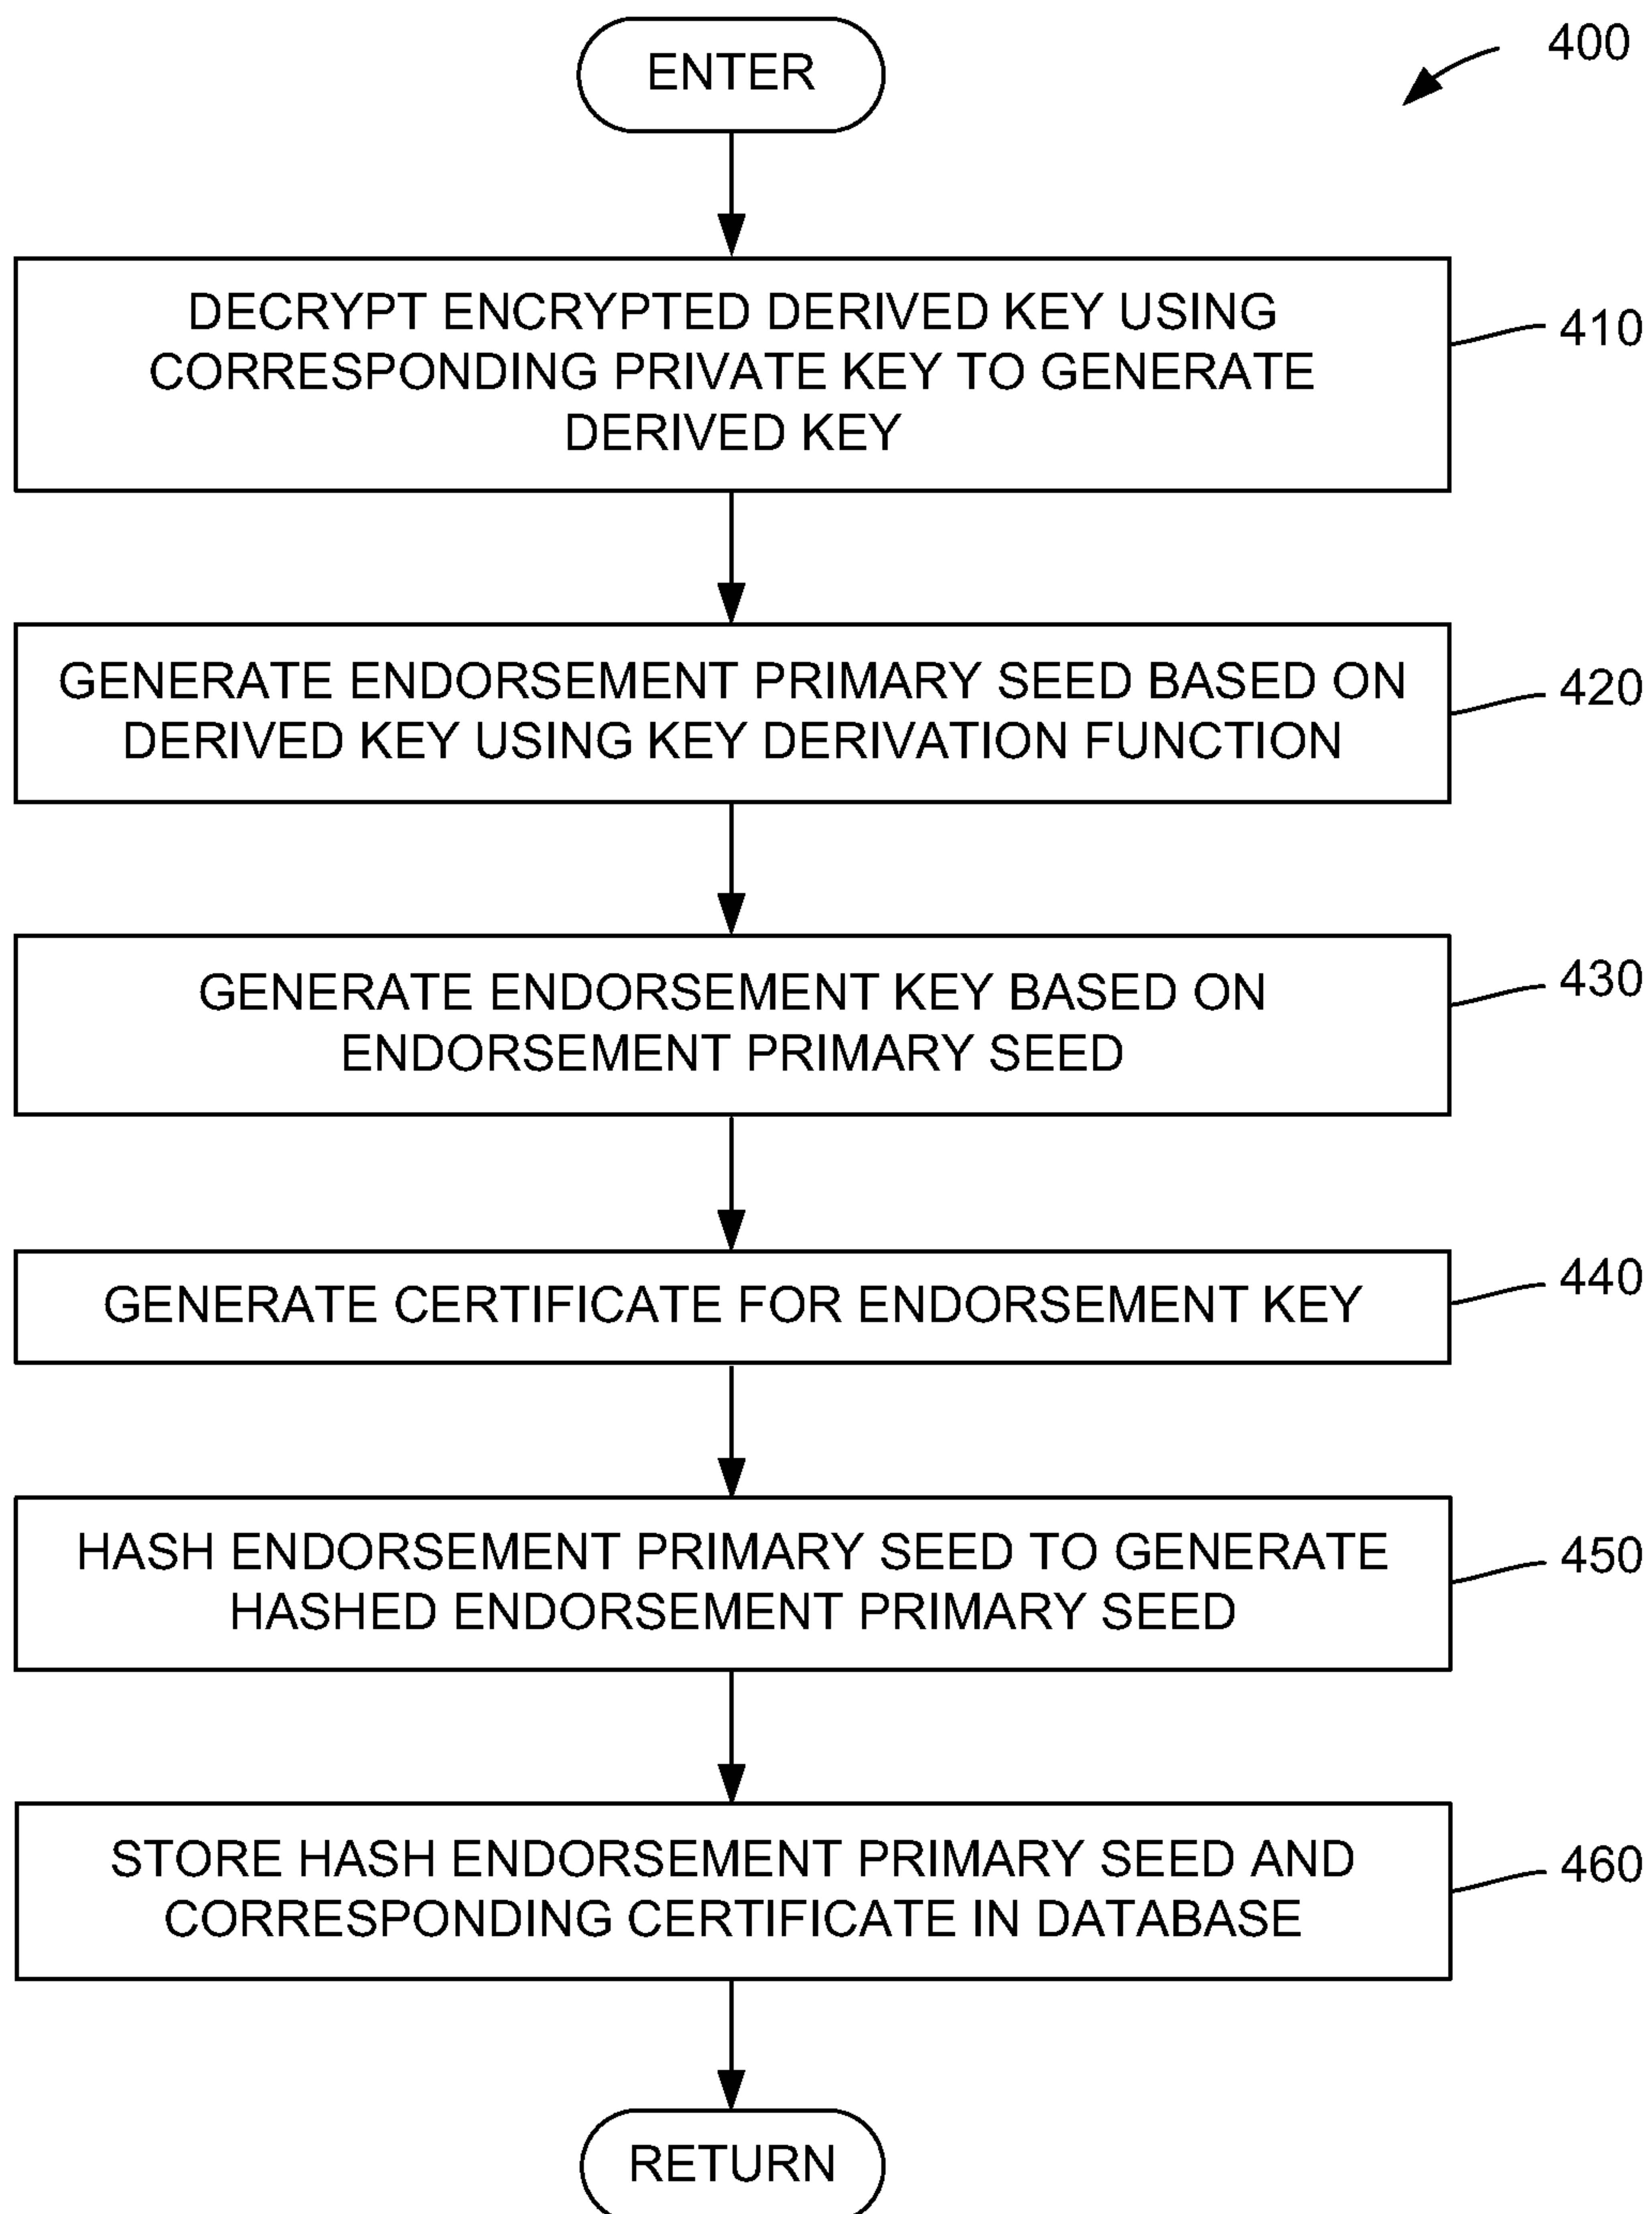 ENTER
400
DECRYPT ENCRYPTED DERIVED KEY USING
CORRESPONDING PRIVATE KEY TO GENERATE
DERIVED KEY
410
GENERATE ENDORSEMENT PRIMARY SEED BASED ON
DERIVED KEY USING KEY DERIVATION FUNCTION
420
GENERATE ENDORSEMENT KEY BASED ON
ENDORSEMENT PRIMARY SEED
430
GENERATE CERTIFICATE FOR ENDORSEMENT KEY
440
HASH ENDORSEMENT PRIMARY SEED TO GENERATE
HASHED ENDORSEMENT PRIMARY SEED
450
STORE HASH ENDORSEMENT PRIMARY SEED AND
CORRESPONDING CERTIFICATE IN DATABASE
460
RETURN